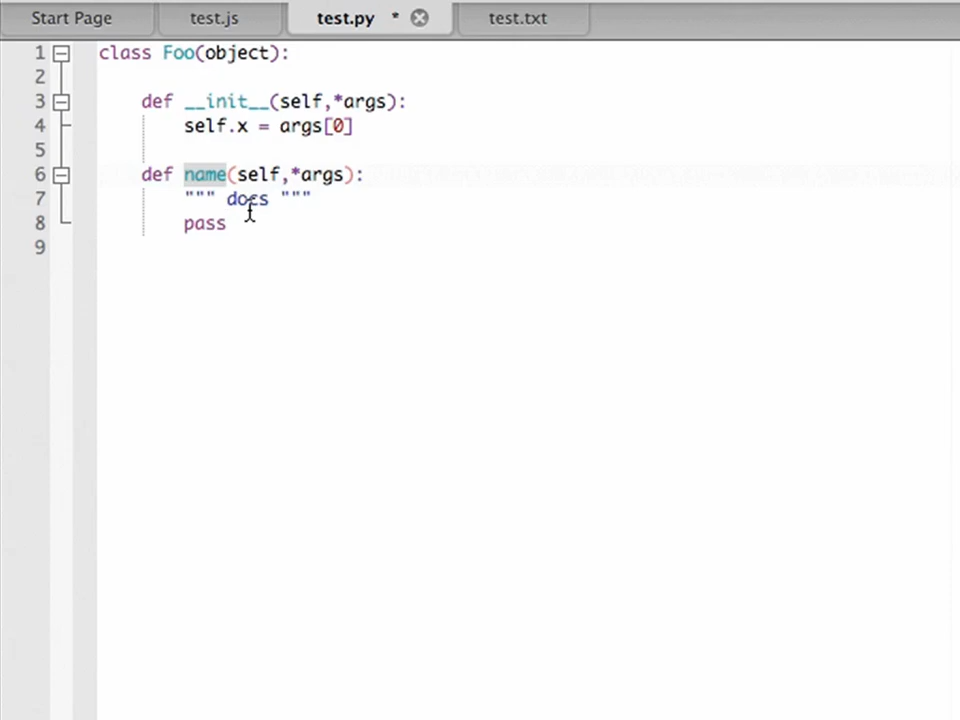 Start Page test.js test.py * test.txt
1 class Foo(object):
2
3 def __init__(self,*args):
4 self.x = args[0]
5
6 def name(self,*args):
7 """ docs """
8 pass
9